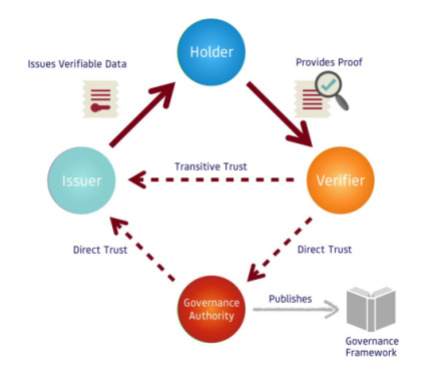 Holder
Issues Verifiable Data
Provides Proof
Transitive Trust
Issuer
Verifier
Direct Trust
Direct Trust
Governance
Authority
Publishes
Governance
Framework